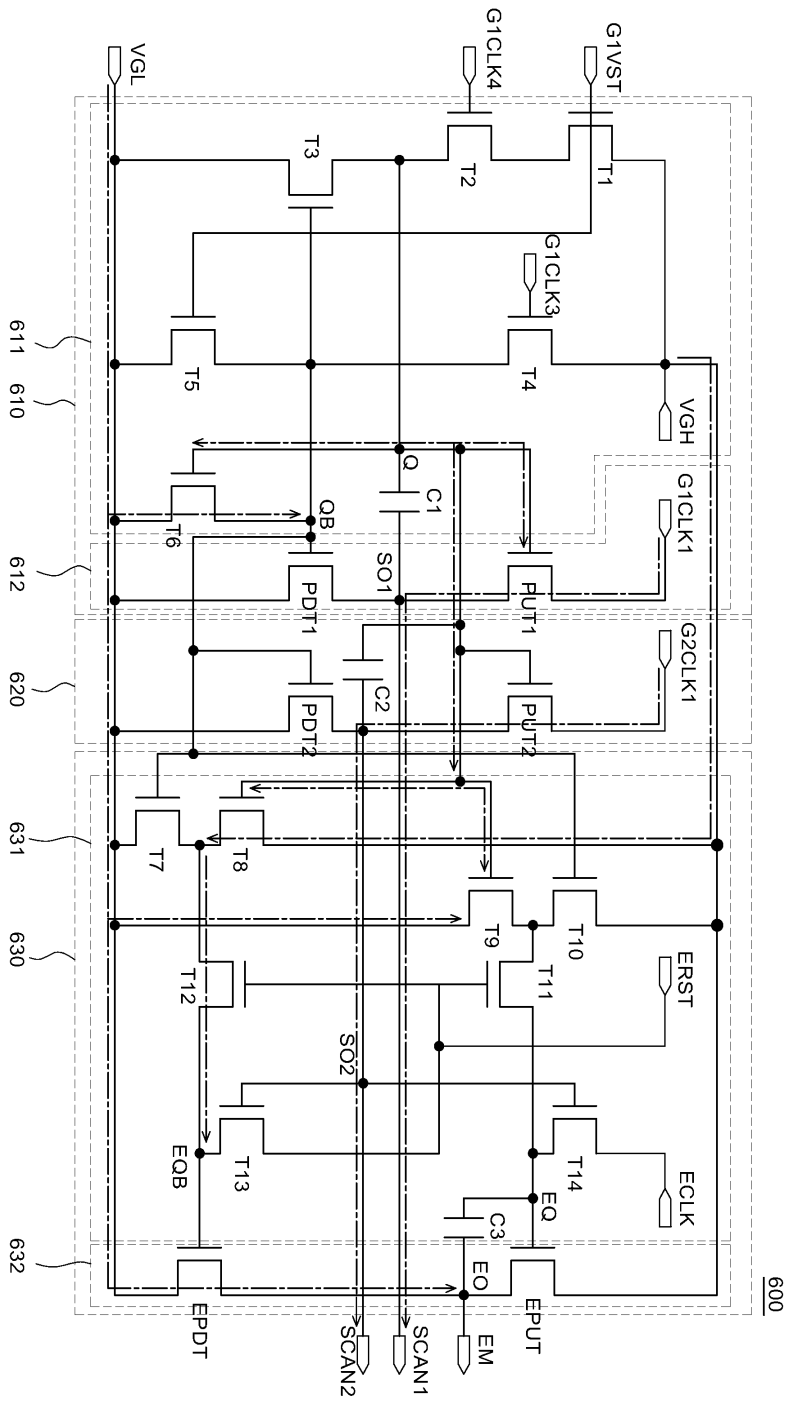 600
VGL
G1CLK4
G1VST
T3
T2
T1
G1CLK3
T5
T4
VGH
T6
Q
C1
QB
G1CLK1
SO1
PDT1
PUT1
C2
G2CLK1
PDT2
PUT2
T7
T8
T9
T10
T12
T11
ERST
SO2
T13
T14
EQB
EQ
ECLK
C3
EO
EPDT
EPUT
SCAN2
SCAN1
EM
611
610
612
620
631
630
632